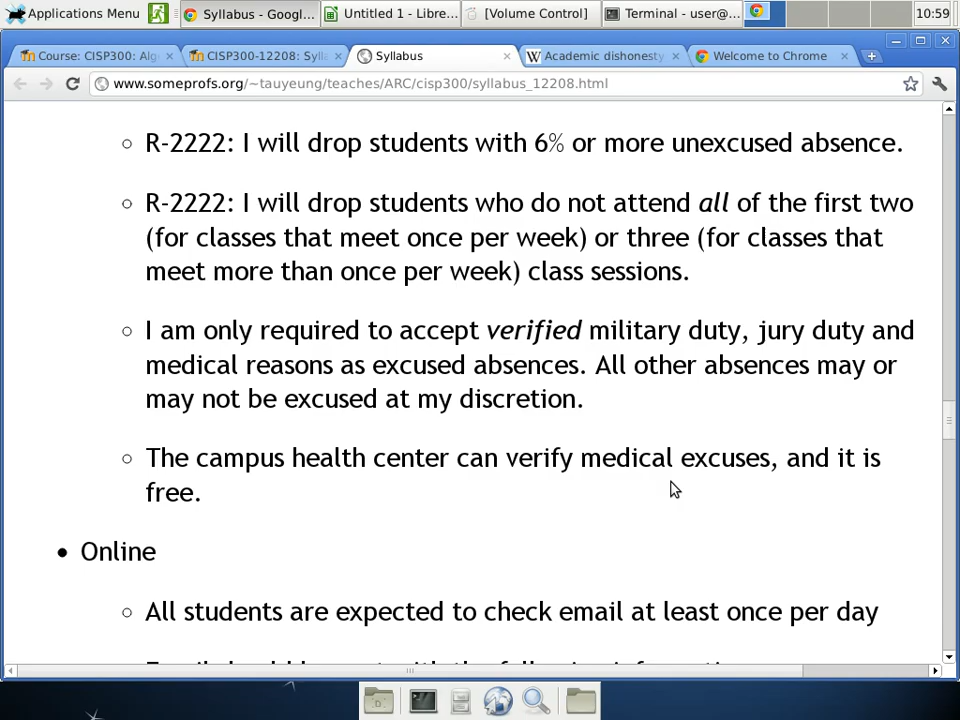 Applications Menu
Syllabus - Googl...
Untitled 1 - Libre...
[Volume Control]
Terminal - user@...
10:59
Course: CISP300: Alg
CISP300-12208: Sylla
Syllabus
Academic dishonesty
Welcome to Chrome
www.someprofs.org/~tauyeung/teaches/ARC/cisp300/syllabus_12208.html
R-2222: I will drop students with 6% or more unexcused absence.
R-2222: I will drop students who do not attend all of the first two
(for classes that meet once per week) or three (for classes that
meet more than once per week) class sessions.
I am only required to accept verified military duty, jury duty and
medical reasons as excused absences. All other absences may or
may not be excused at my discretion.
The campus health center can verify medical excuses, and it is
free.
Online
All students are expected to check email at least once per day